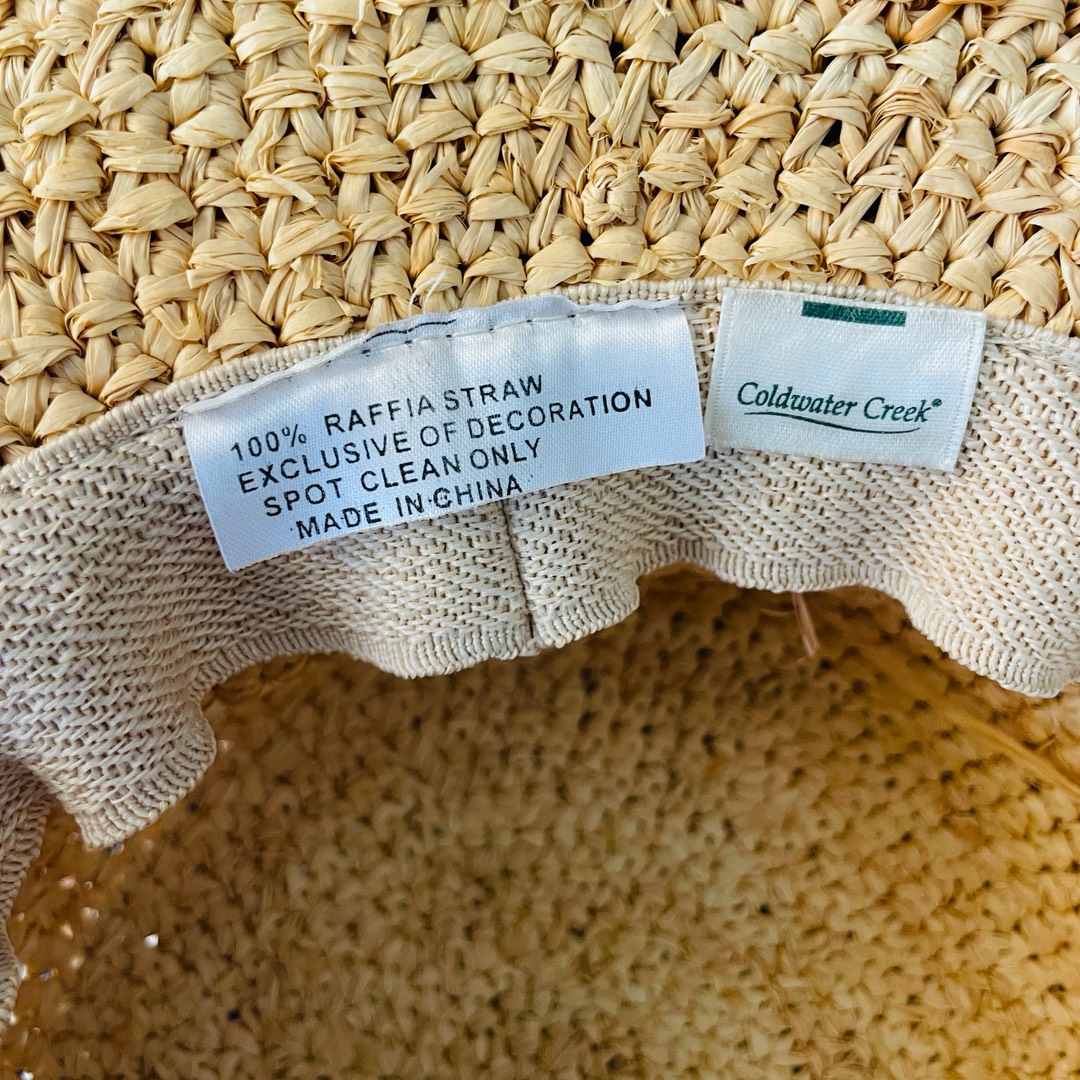 100% RAFFIA STRAW
EXCLUSIVE OF DECORATION
SPOT CLEAN ONLY
MADE IN CHINA
Coldwater Creek®